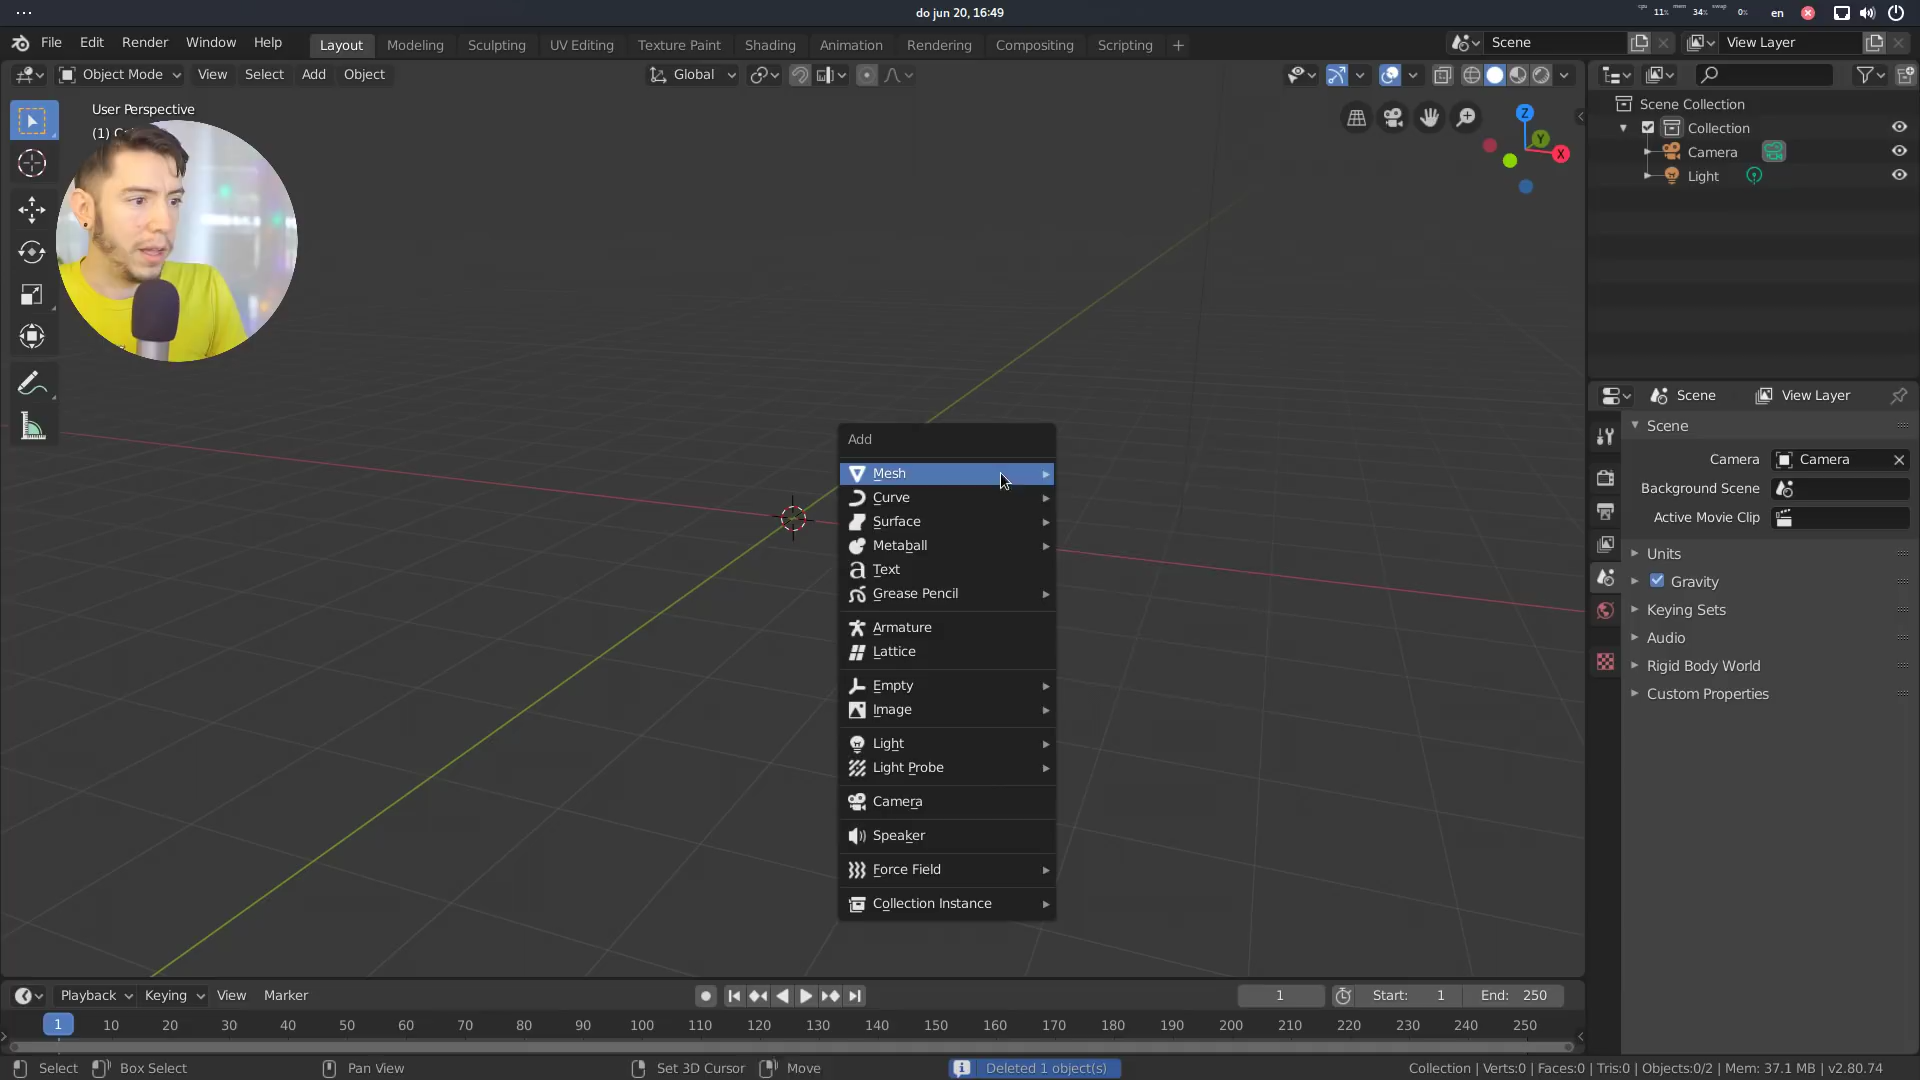 do jun 20, 16:49
cpu 11% mem 34% swap 0% en
File Edit Render Window Help
Layout Modeling Sculpting UV Editing Texture Paint Shading Animation Rendering Compositing Scripting +
Scene
View Layer
Object Mode View Select Add Object
Global
User Perspective
(1)
Z
Y
X
Scene Collection
Collection
Camera
Light
Scene View Layer
Scene
Camera Camera
Background Scene
Active Movie Clip
Units
Gravity
Keying Sets
Audio
Rigid Body World
Custom Properties
Add
Mesh
Curve
Surface
Metaball
Text
Grease Pencil
Armature
Lattice
Empty
Image
Light
Light Probe
Camera
Speaker
Force Field
Collection Instance
Playback Keying View Marker
1 Start: 1 End: 250
1 10 20 30 40 50 60 70 80 90 100 110 120 130 140 150 160 170 180 190 200 210 220 230 240 250
Select Box Select Pan View Set 3D Cursor Move Deleted 1 object(s) Collection | Verts:0 | Faces:0 | Tris:0 | Objects:0/2 | Mem: 37.1 MB | v2.80.74